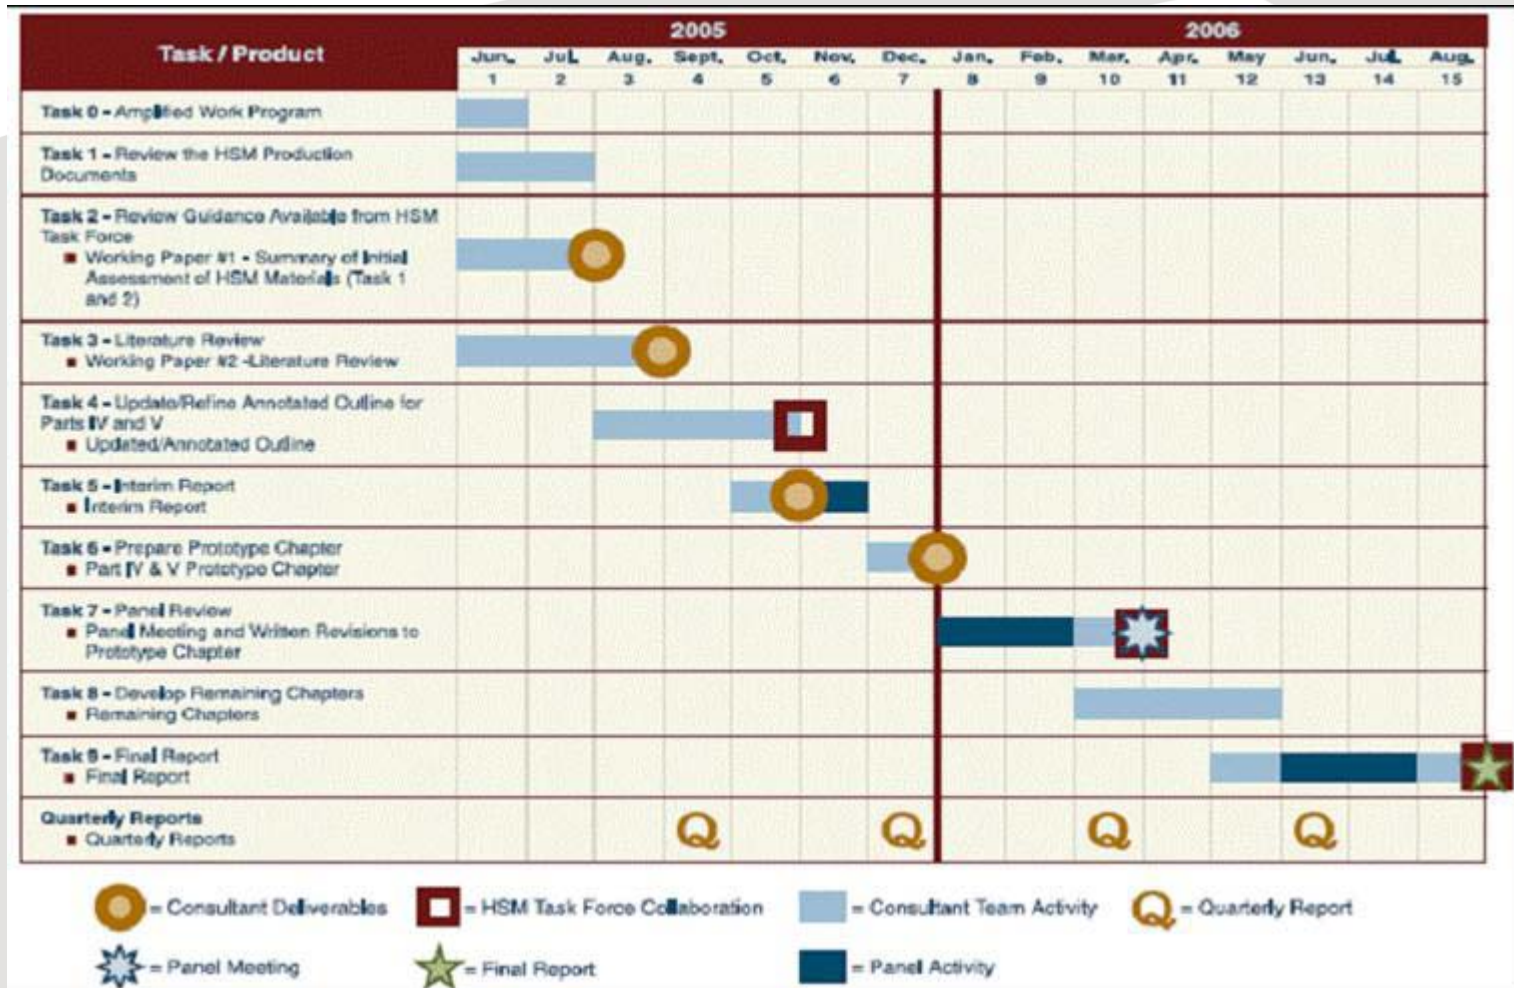 Task / Product
2005
2006
Jun. Jul. Aug. Sept. Oct. Nov. Dec. Jan. Feb. Mar. Apr. May Jun. Jul. Aug.
1 2 3 4 5 6 7 8 9 10 11 12 13 14 15
Task 0 - Amplified Work Program
Task 1 - Review the HSM Production
Documents
Task 2 - Review Guidance Available from HSM
Task Force
Working Paper #1 - Summary of Initial
Assessment of HSM Materials (Task 1
and 2)
Task 3 - Literature Review
Working Paper #2 -Literature Review
Task 4 - Update/Refine Annotated Outline for
Parts IV and V
Updated/Annotated Outline
Task 5 - Interim Report
Interim Report
Task 6 - Prepare Prototype Chapter
Part IV & V Prototype Chapter
Task 7 - Panel Review
Panel Meeting and Written Revisions to
Prototype Chapter
Task 8 - Develop Remaining Chapters
Remaining Chapters
Task 9 - Final Report
Final Report
Quarterly Reports
Quarterly Reports
Q Q Q Q
= Consultant Deliverables = HSM Task Force Collaboration = Consultant Team Activity Q = Quarterly Report
= Panel Meeting = Final Report = Panel Activity